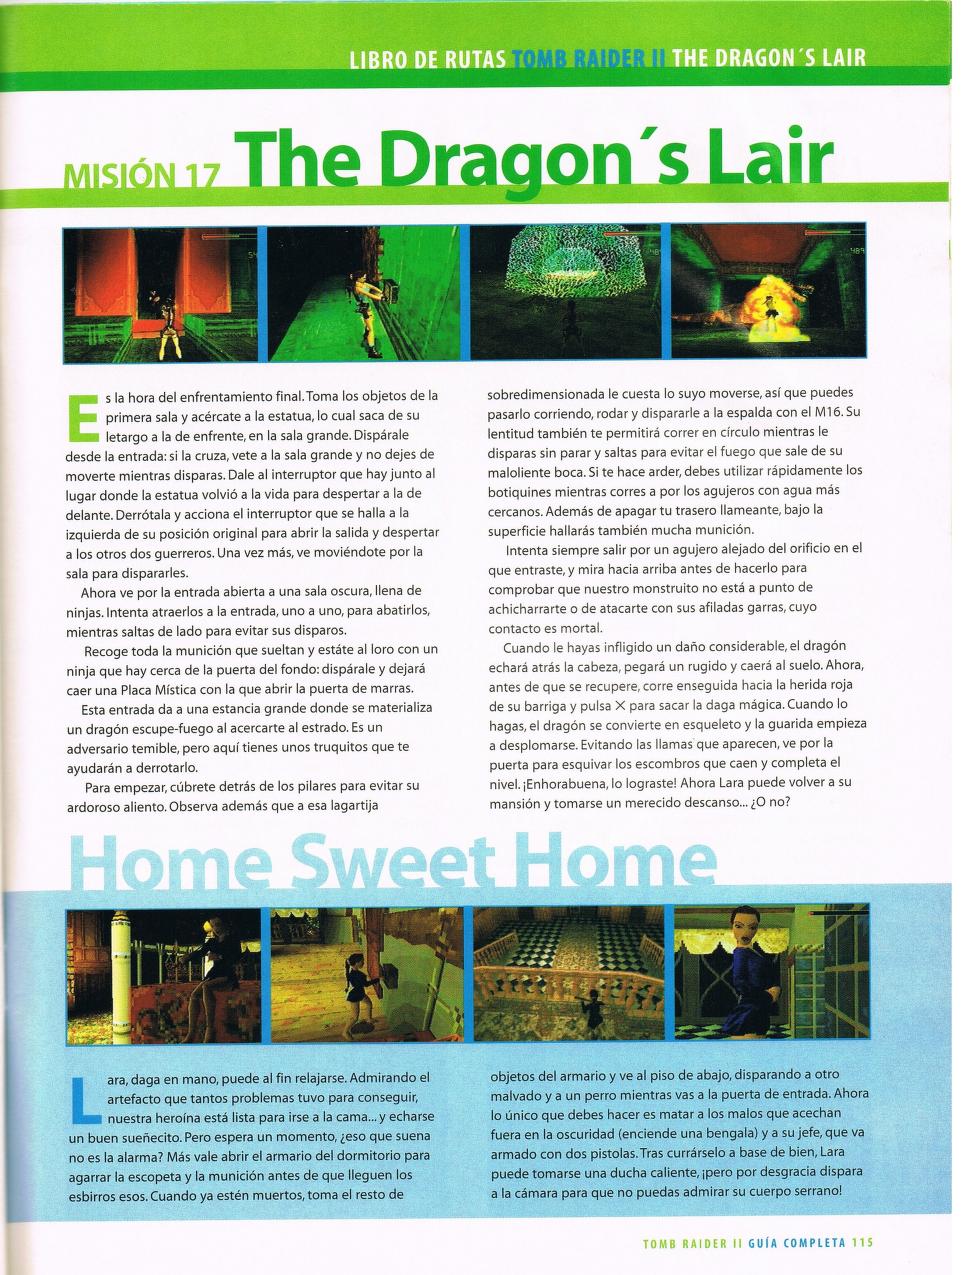 LIBRO DE RUTAS TOMB RAIDER II THE DRAGON´S LAIR
MISIÓN 17 The Dragon´s Lair
Es la hora del enfrentamiento final. Toma los objetos de la
primera sala y acércate a la estatua, lo cual saca de su
letargo a la de enfrente, en la sala grande. Dispárale
desde la entrada: si la cruza, vete a la sala grande y no dejes de
moverte mientras disparas. Dale al interruptor que hay junto al
lugar donde la estatua volvió a la vida para despertar a la de
delante. Derrótala y acciona el interruptor que se halla a la
izquierda de su posición original para abrir la salida y despertar
a los otros dos guerreros. Una vez más, ve moviéndote por la
sala para dispararles.
Ahora ve por la entrada abierta a una sala oscura, llena de
ninjas. Intenta atraerlos a la entrada, uno a uno, para abatirlos,
mientras saltas de lado para evitar sus disparos.
Recoge toda la munición que sueltan y estáte al loro con un
ninja que hay cerca de la puerta del fondo: dispárale y dejará
caer una Placa Mística con la que abrir la puerta de marras.
Esta entrada da a una estancia grande donde se materializa
un dragón escupe-fuego al acercarte al estrado. Es un
adversario temible, pero aquí tienes unos truquitos que te
ayudarán a derrotarlo.
Para empezar, cúbrete detrás de los pilares para evitar su
ardoroso aliento. Observa además que a esa lagartija
sobredimensionada le cuesta lo suyo moverse, así que puedes
pasarlo corriendo, rodar y dispararle a la espalda con el M16. Su
lentitud también te permitirá correr en círculo mientras le
disparas sin parar y saltas para evitar el fuego que sale de su
maloliente boca. Si te hace arder, debes utilizar rápidamente los
botiquines mientras corres a por los agujeros con agua más
cercanos. Además de apagar tu trasero llameante, bajo la
superficie hallarás también mucha munición.
Intenta siempre salir por un agujero alejado del orificio en el
que entraste, y mira hacia arriba antes de hacerlo para
comprobar que nuestro monstruito no está a punto de
achicharrarte o de atacarte con sus afiladas garras, cuyo
contacto es mortal.
Cuando le hayas infligido un daño considerable, el dragón
echará atrás la cabeza, pegará un rugido y caerá al suelo. Ahora,
antes de que se recupere, corre enseguida hacia la herida roja
de su barriga y pulsa X para sacar la daga mágica. Cuando lo
hagas, el dragón se convierte en esqueleto y la guarida empieza
a desplomarse. Evitando las llamas que aparecen, ve por la
puerta para esquivar los escombros que caen y completa el
nivel. ¡Enhorabuena, lo lograste! Ahora Lara puede volver a su
mansión y tomarse un merecido descanso... ¿O no?
Home Sweet Home
Lara, daga en mano, puede al fin relajarse. Admirando el
artefacto que tantos problemas tuvo para conseguir,
nuestra heroína está lista para irse a la cama... y echarse
un buen sueñecito. Pero espera un momento, ¿eso que suena
no es la alarma? Más vale abrir el armario del dormitorio para
agarrar la escopeta y la munición antes de que lleguen los
esbirros esos. Cuando ya estén muertos, toma el resto de
objetos del armario y ve al piso de abajo, disparando a otro
malvado y a un perro mientras vas a la puerta de entrada. Ahora
lo único que debes hacer es matar a los malos que acechan
fuera en la oscuridad (enciende una bengala) y a su jefe, que va
armado con dos pistolas. Tras currárselo a base de bien, Lara
puede tomarse una ducha caliente, ¡pero por desgracia dispara
a la cámara para que no puedas admirar su cuerpo serrano!
TOMB RAIDER II GUÍA COMPLETA 115